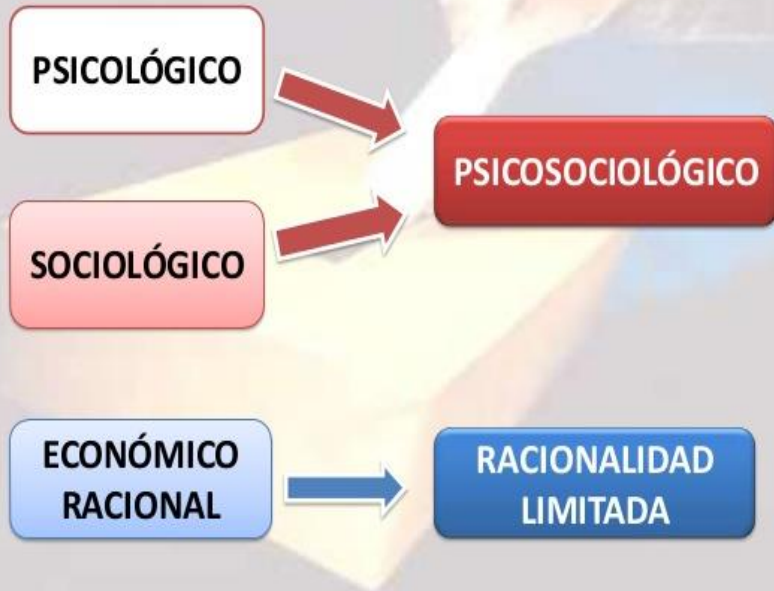 PSICOLÓGICO
PSICOSOCIOLÓGICO
SOCIOLÓGICO
ECONÓMICO
RACIONAL
RACIONALIDAD
LIMITADA